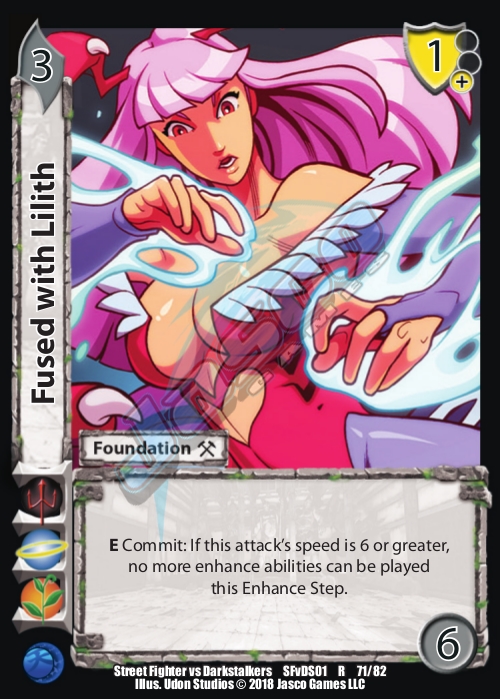 3
1
+
Fused with Lilith
Foundation
E Commit: If this attack's speed is 6 or greater,
no more enhance abilities can be played
this Enhance Step.
6
Street Fighter vs Darkstalkers SFvDS01 R 71/82
Illus. Udon Studios © 2018 Jasco Games LLC